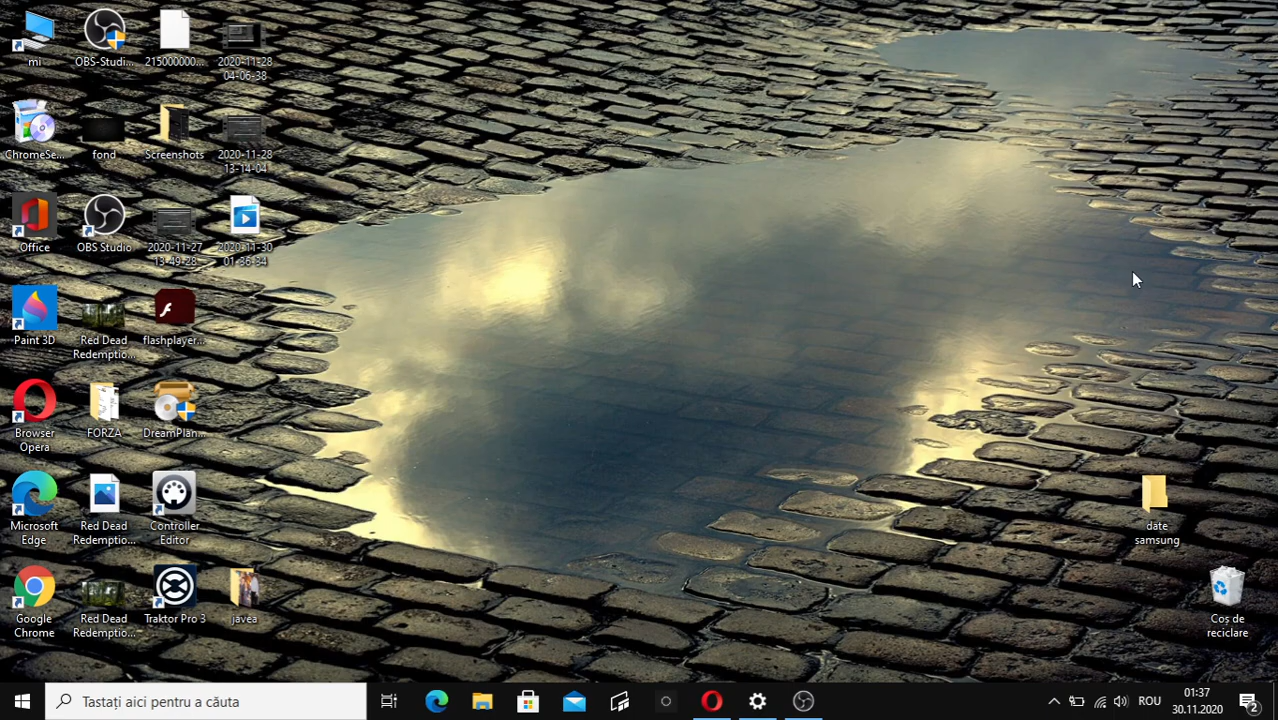 mi
OBS-Studi...
215000000...
2020-11-28
04-06-38
ChromeSe...
fond
Screenshots
2020-11-28
13-14-04
Office
OBS Studio
2020-11-27
13-49-28
2020-11-30
01-36-34
Paint 3D
Red Dead
Redemptio...
flashplayer...
Browser
Opera
FORZA
DreamPlan...
Microsoft
Edge
Red Dead
Redemptio...
Controller
Editor
date
samsung
Google
Chrome
Red Dead
Redemptio...
Traktor Pro 3
javea
Coș de
reciclare
Tastați aici pentru a căuta
ROU
01:37
30.11.2020
2